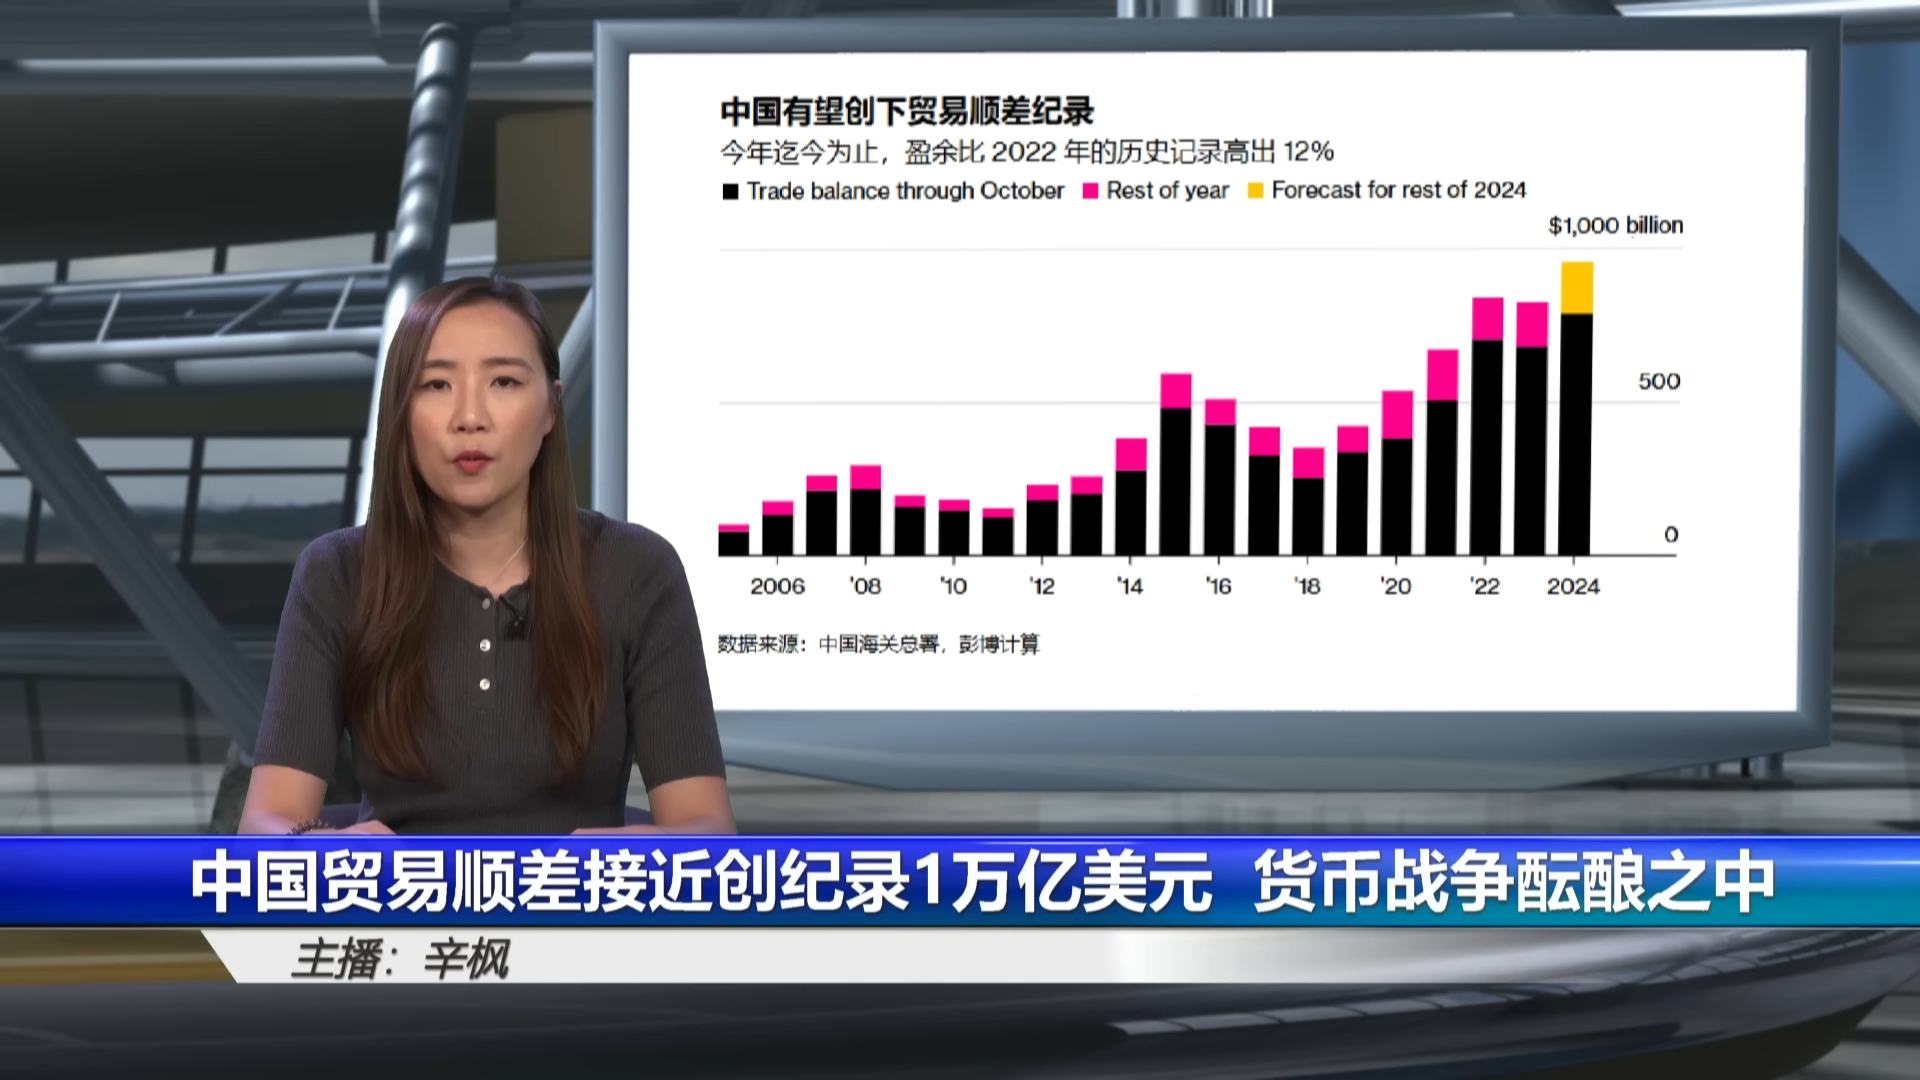 中国有望创下贸易顺差纪录
今年迄今为止，盈余比 2022 年的历史记录高出 12%
Trade balance through October Rest of year Forecast for rest of 2024
$1,000 billion
500
0
2006 '08 '10 '12 '14 '16 '18 '20 '22 2024
数据来源：中国海关总署，彭博计算
中国贸易顺差接近创纪录1万亿美元 货币战争酝酿之中
主播：辛枫